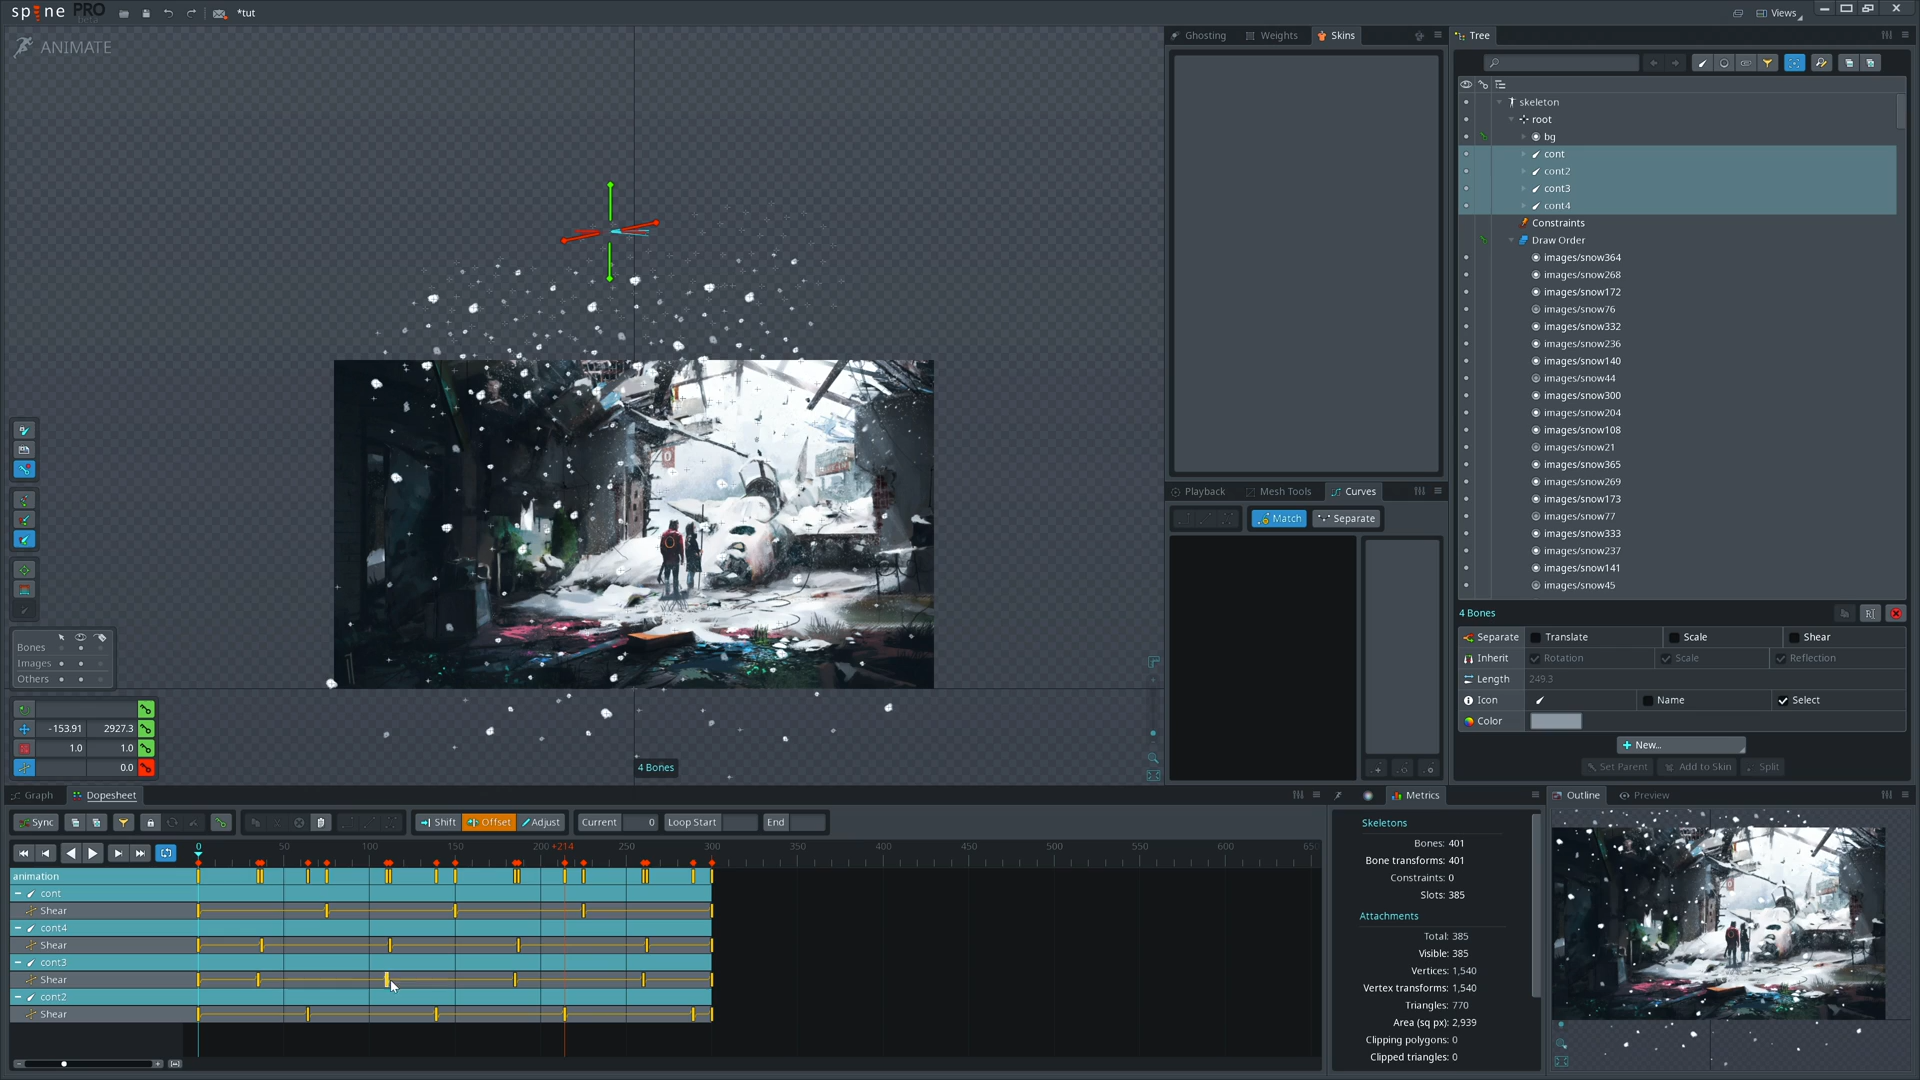 spine PRO
beta
*tut
Views
ANIMATE
Ghosting
Weights
Skins
Tree
skeleton
root
bg
cont
cont2
cont3
cont4
Constraints
Draw Order
images/snow364
images/snow268
images/snow172
images/snow76
images/snow332
images/snow236
images/snow140
images/snow44
images/snow300
images/snow204
images/snow108
images/snow21
images/snow365
images/snow269
images/snow173
images/snow77
images/snow333
images/snow237
images/snow141
images/snow45
Playback
Mesh Tools
Curves
Match
Separate
4 Bones
Separate Translate Scale Shear
Inherit Rotation Scale Reflection
Length 249.3
Icon Name Select
Color
New...
Set Parent Add to Skin Split
Bones
Images
Others
-153.91 2927.3
1.0 1.0
0.0
4 Bones
Graph
Dopesheet
Sync
Shift Offset Adjust
Current 0 Loop Start End
0 50 100 150 200 +214 250 300 350 400 450 500 550 600 650
animation
cont
Shear
cont4
Shear
cont3
Shear
cont2
Shear
Metrics
Skeletons
Bones: 401
Bone transforms: 401
Constraints: 0
Slots: 385
Attachments
Total: 385
Visible: 385
Vertices: 1,540
Vertex transforms: 1,540
Triangles: 770
Area (sq px): 2,939
Clipping polygons: 0
Clipped triangles: 0
Outline
Preview